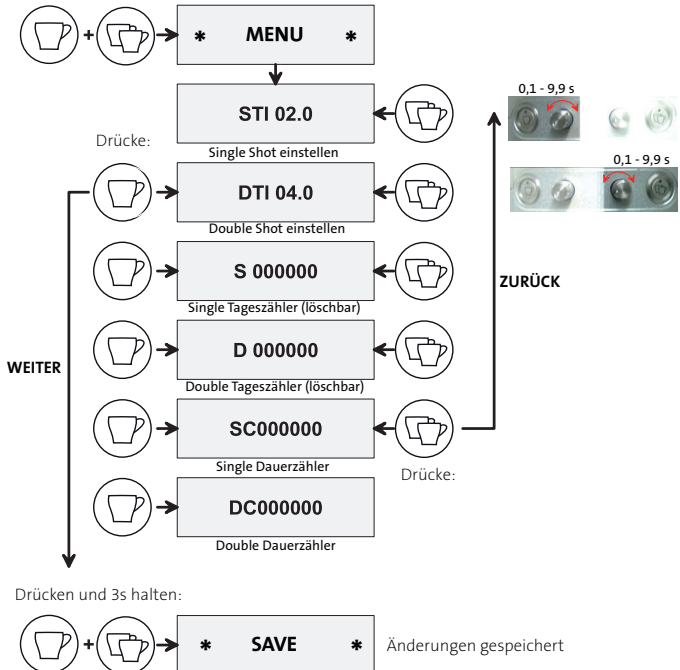 + * MENU *
STI 02.0
Single Shot einstellen
Drücke:
DTI 04.0
Double Shot einstellen
S 000000
Single Tageszähler (löschbar)
D 000000
Double Tageszähler (löschbar)
SC000000
Single Dauerzähler
DC000000
Double Dauerzähler
WEITER
ZURÜCK
Drücke:
0,1 - 9,9 s
0,1 - 9,9 s
Drücken und 3s halten:
+ * SAVE * Änderungen gespeichert